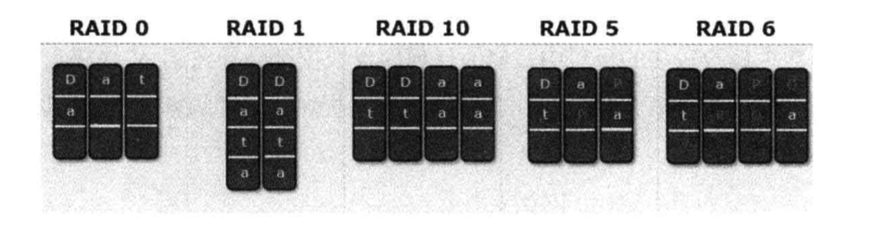 RAID 0 RAID 1 RAID 10 RAID 5 RAID 6
D a t D D D D a a D a P D a P Q
a a a t t a a t P a t P Q a
t t
a a